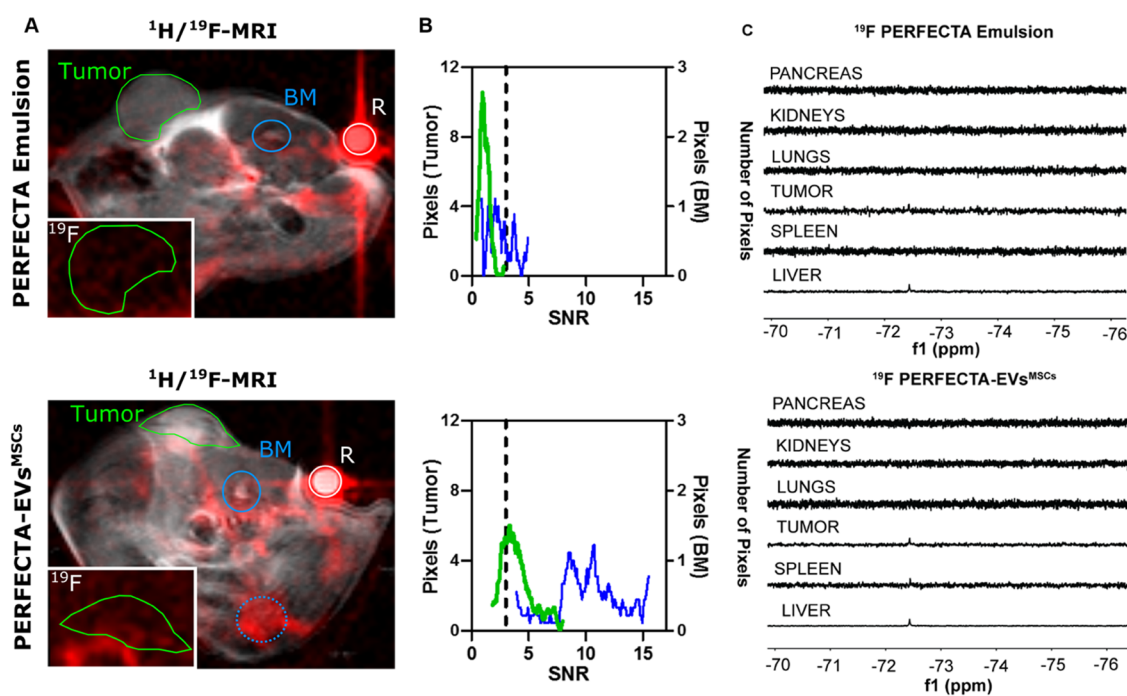 A
¹H/¹⁹F-MRI
PERFECTA Emulsion
Tumor
BM
R
¹⁹F
B
12
8
4
0
3
2
1
0
Pixels (Tumor)
Pixels (BM)
0 5 10 15
SNR
C
¹⁹F PERFECTA Emulsion
Number of Pixels
PANCREAS
KIDNEYS
LUNGS
TUMOR
SPLEEN
LIVER
-70 -71 -72 -73 -74 -75 -76
f1 (ppm)
¹H/¹⁹F-MRI
PERFECTA-EVsᴹˢᶜˢ
Tumor
BM
R
¹⁹F
12
8
4
0
3
2
1
0
Pixels (Tumor)
Pixels (BM)
0 5 10 15
SNR
¹⁹F PERFECTA-EVsᴹˢᶜˢ
Number of Pixels
PANCREAS
KIDNEYS
LUNGS
TUMOR
SPLEEN
LIVER
-70 -71 -72 -73 -74 -75 -76
f1 (ppm)